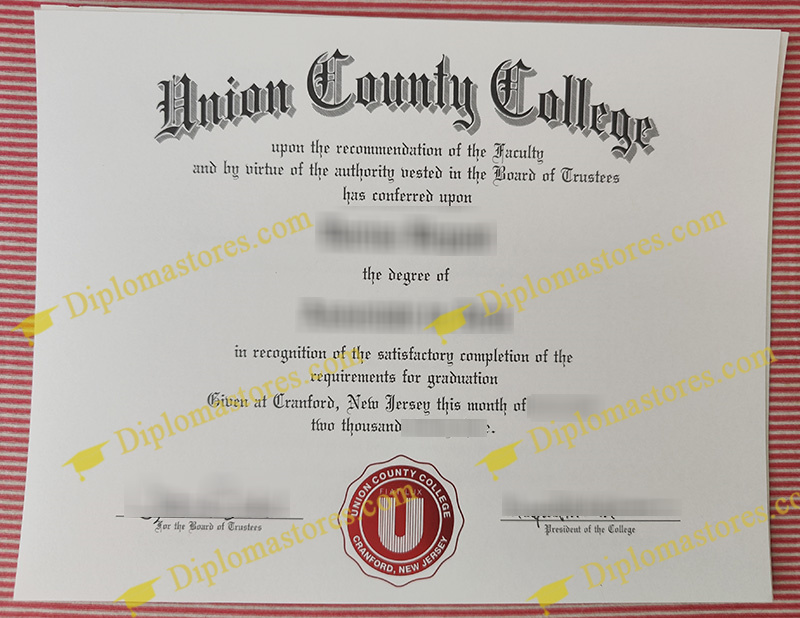 Union County College
upon the recommendation of the Faculty
and by virtue of the authority vested in the Board of Trustees
has conferred upon
Diplomastores.com
Diplomastores.com
the degree of
in recognition of the satisfactory completion of the
requirements for graduation
Given at Cranford, New Jersey this month of
two thousand
Diplomastores.com
Diplomastores.com
UNION COUNTY COLLEGE
FIAT LUX
U
CRANFORD, NEW JERSEY
For the Board of Trustees
President of the College
Diplomastores.com
Diplomastores.com